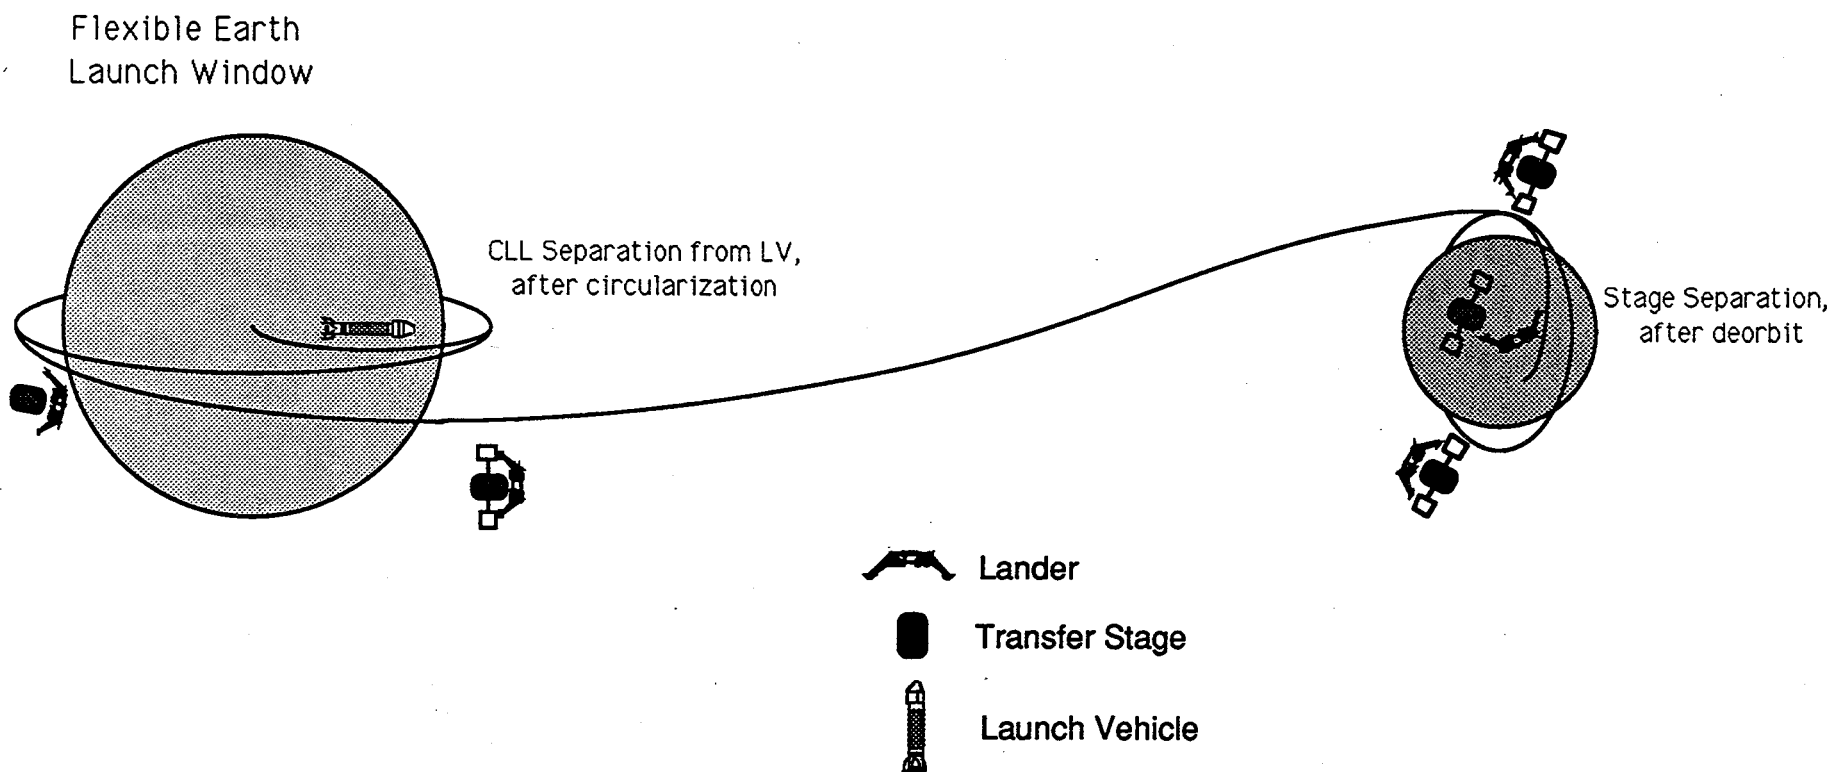 Flexible Earth
Launch Window
CLL Separation from LV,
after circularization
Stage Separation,
after deorbit
Lander
Transfer Stage
Launch Vehicle